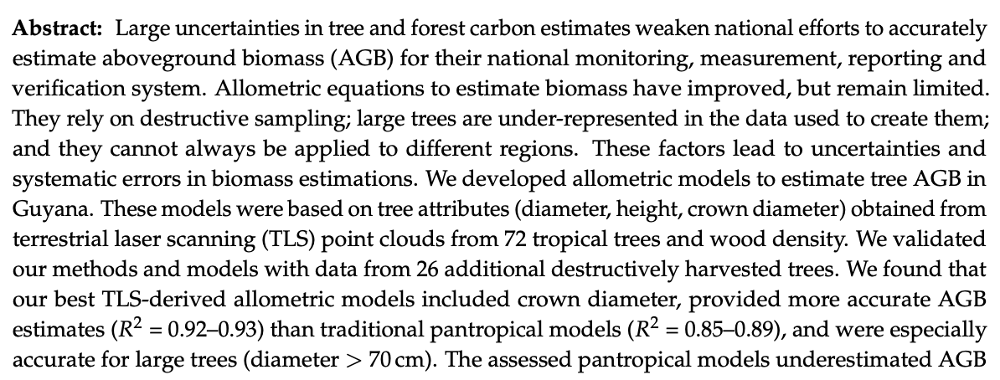 Abstract: Large uncertainties in tree and forest carbon estimates weaken national efforts to accurately
estimate aboveground biomass (AGB) for their national monitoring, measurement, reporting and
verification system. Allometric equations to estimate biomass have improved, but remain limited.
They rely on destructive sampling; large trees are under-represented in the data used to create them;
and they cannot always be applied to different regions. These factors lead to uncertainties and
systematic errors in biomass estimations. We developed allometric models to estimate tree AGB in
Guyana. These models were based on tree attributes (diameter, height, crown diameter) obtained from
terrestrial laser scanning (TLS) point clouds from 72 tropical trees and wood density. We validated
our methods and models with data from 26 additional destructively harvested trees. We found that
our best TLS-derived allometric models included crown diameter, provided more accurate AGB
estimates (R² = 0.92–0.93) than traditional pantropical models (R² = 0.85–0.89), and were especially
accurate for large trees (diameter > 70 cm). The assessed pantropical models underestimated AGB